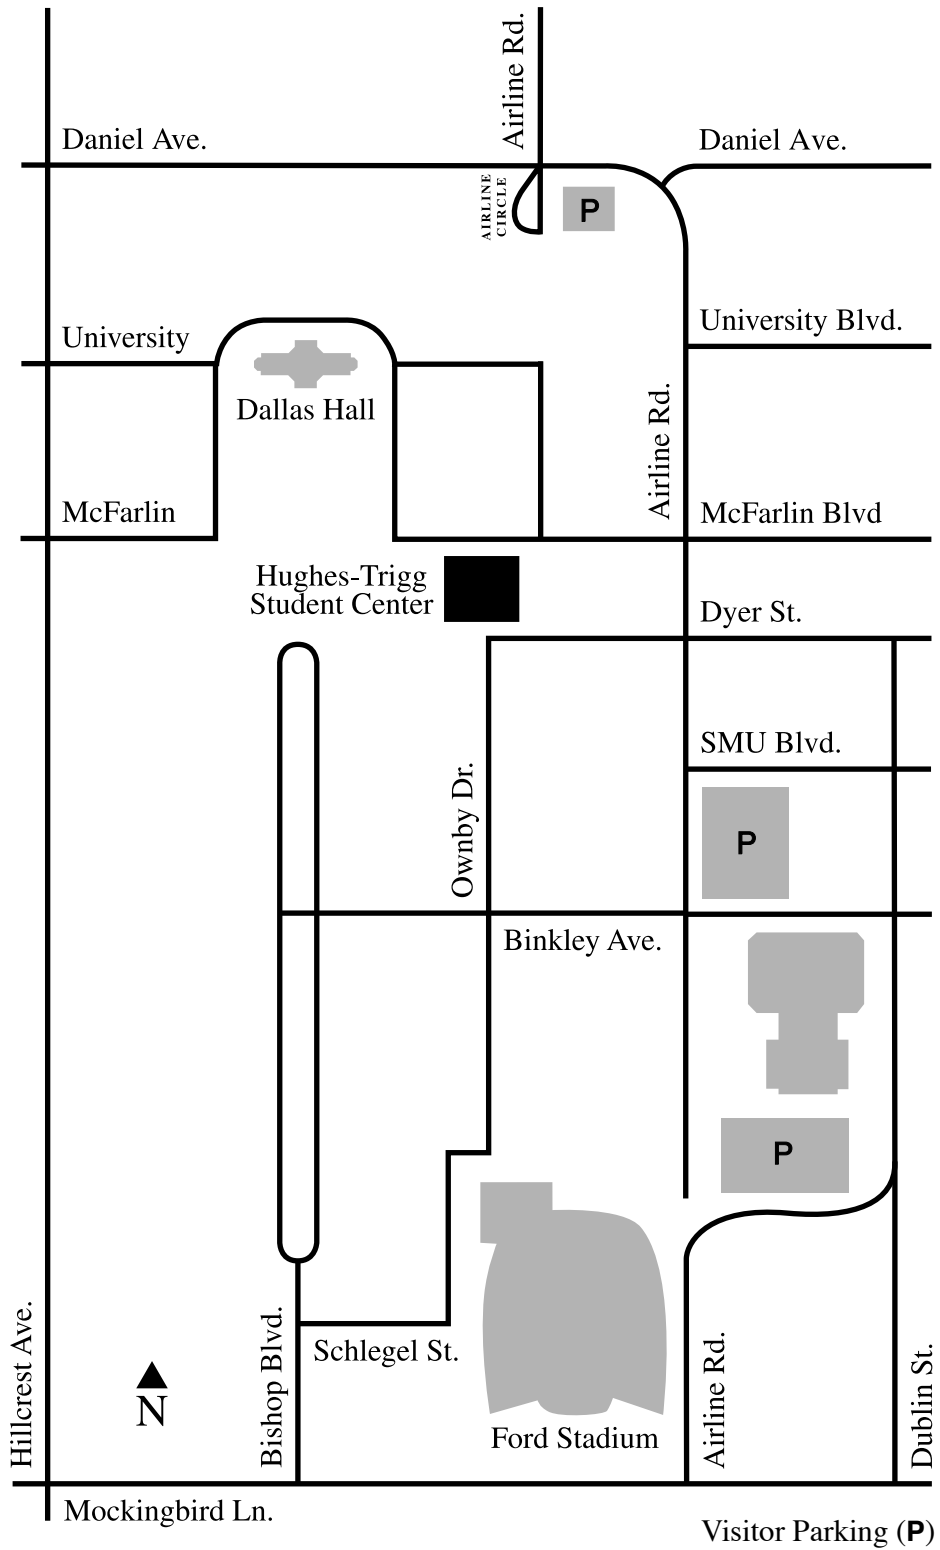 Airline Rd.
Daniel Ave.
Daniel Ave.
AIRLINE
CIRCLE
P
University Blvd.
University
Dallas Hall
Airline Rd.
McFarlin
McFarlin Blvd
Hughes-Trigg
Student Center
Dyer St.
SMU Blvd.
Ownby Dr.
P
Binkley Ave.
P
Hillcrest Ave.
Bishop Blvd.
Schlegel St.
Airline Rd.
Dublin St.
N
Ford Stadium
Mockingbird Ln.
Visitor Parking (P)